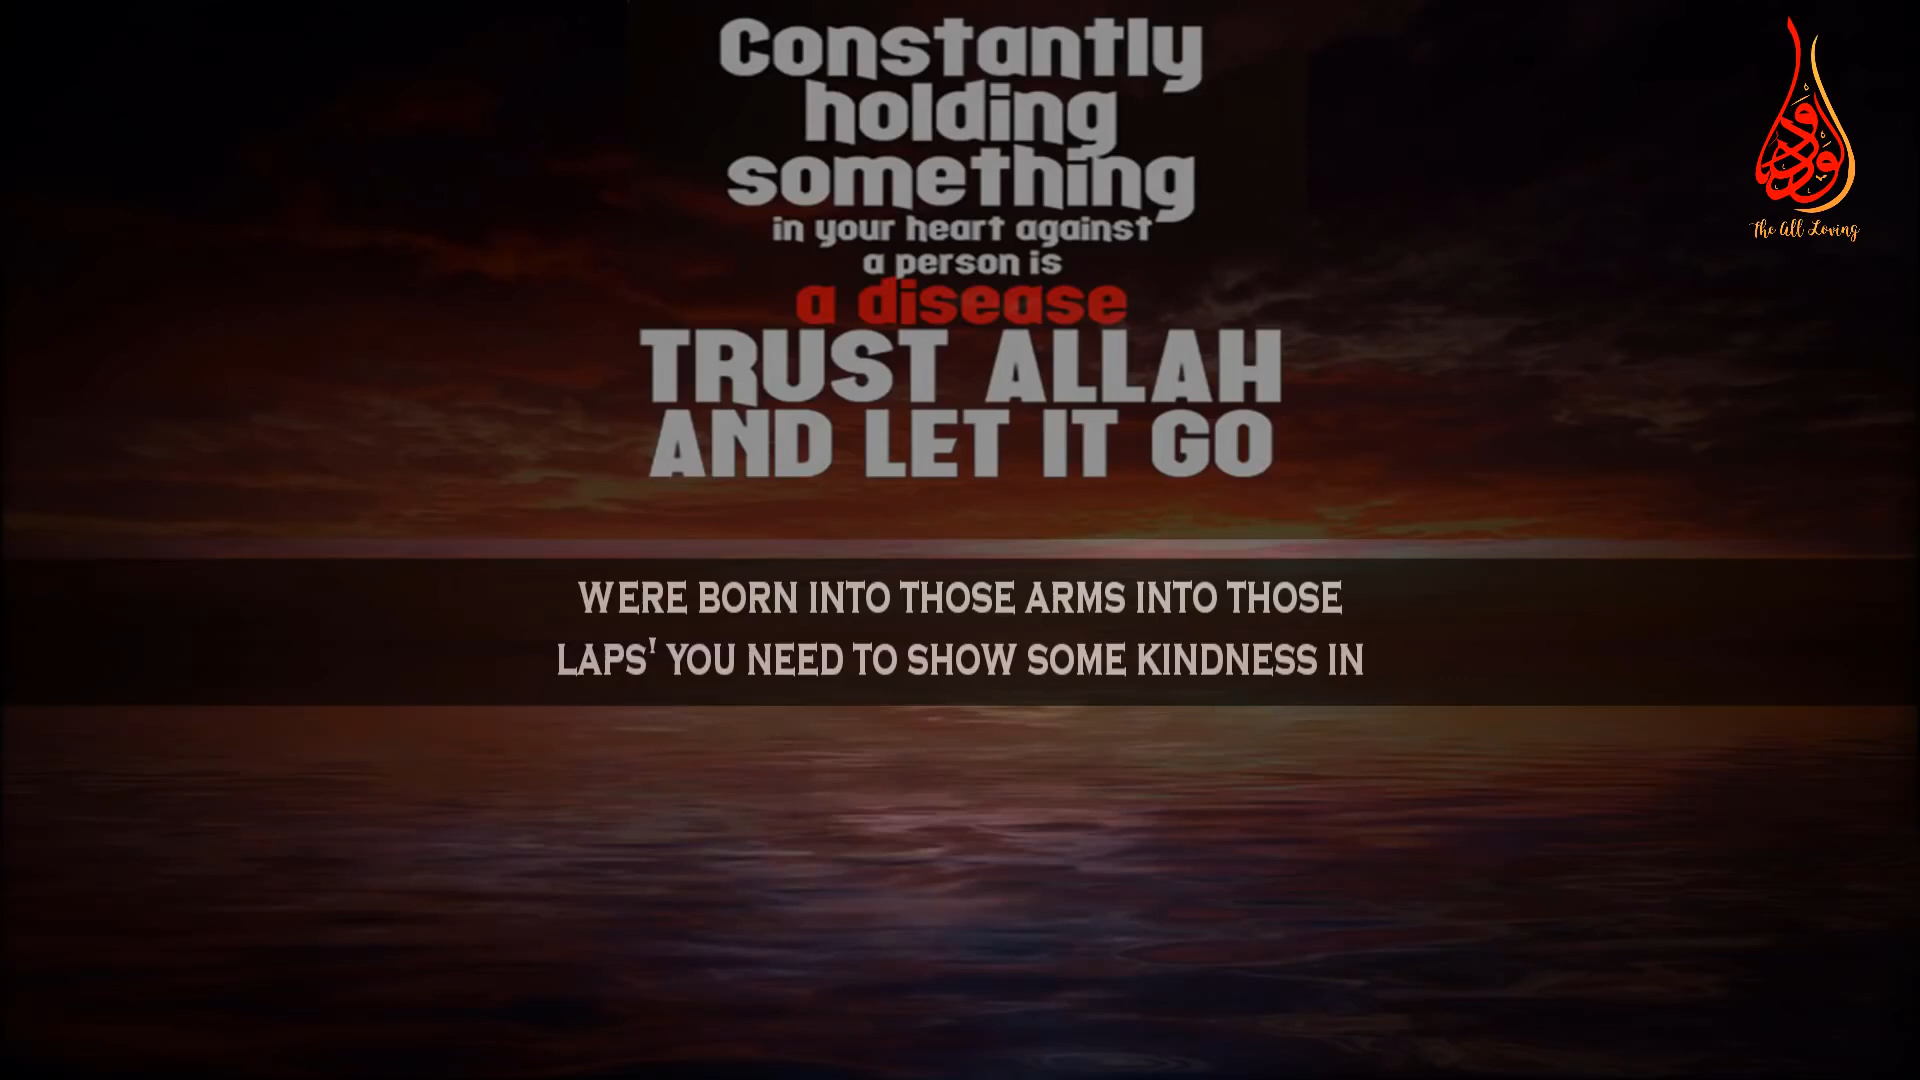 Constantly
holding
something
in your heart against
a person is
a disease
TRUST ALLAH
AND LET IT GO
The All Loving
WERE BORN INTO THOSE ARMS INTO THOSE
LAPS' YOU NEED TO SHOW SOME KINDNESS IN